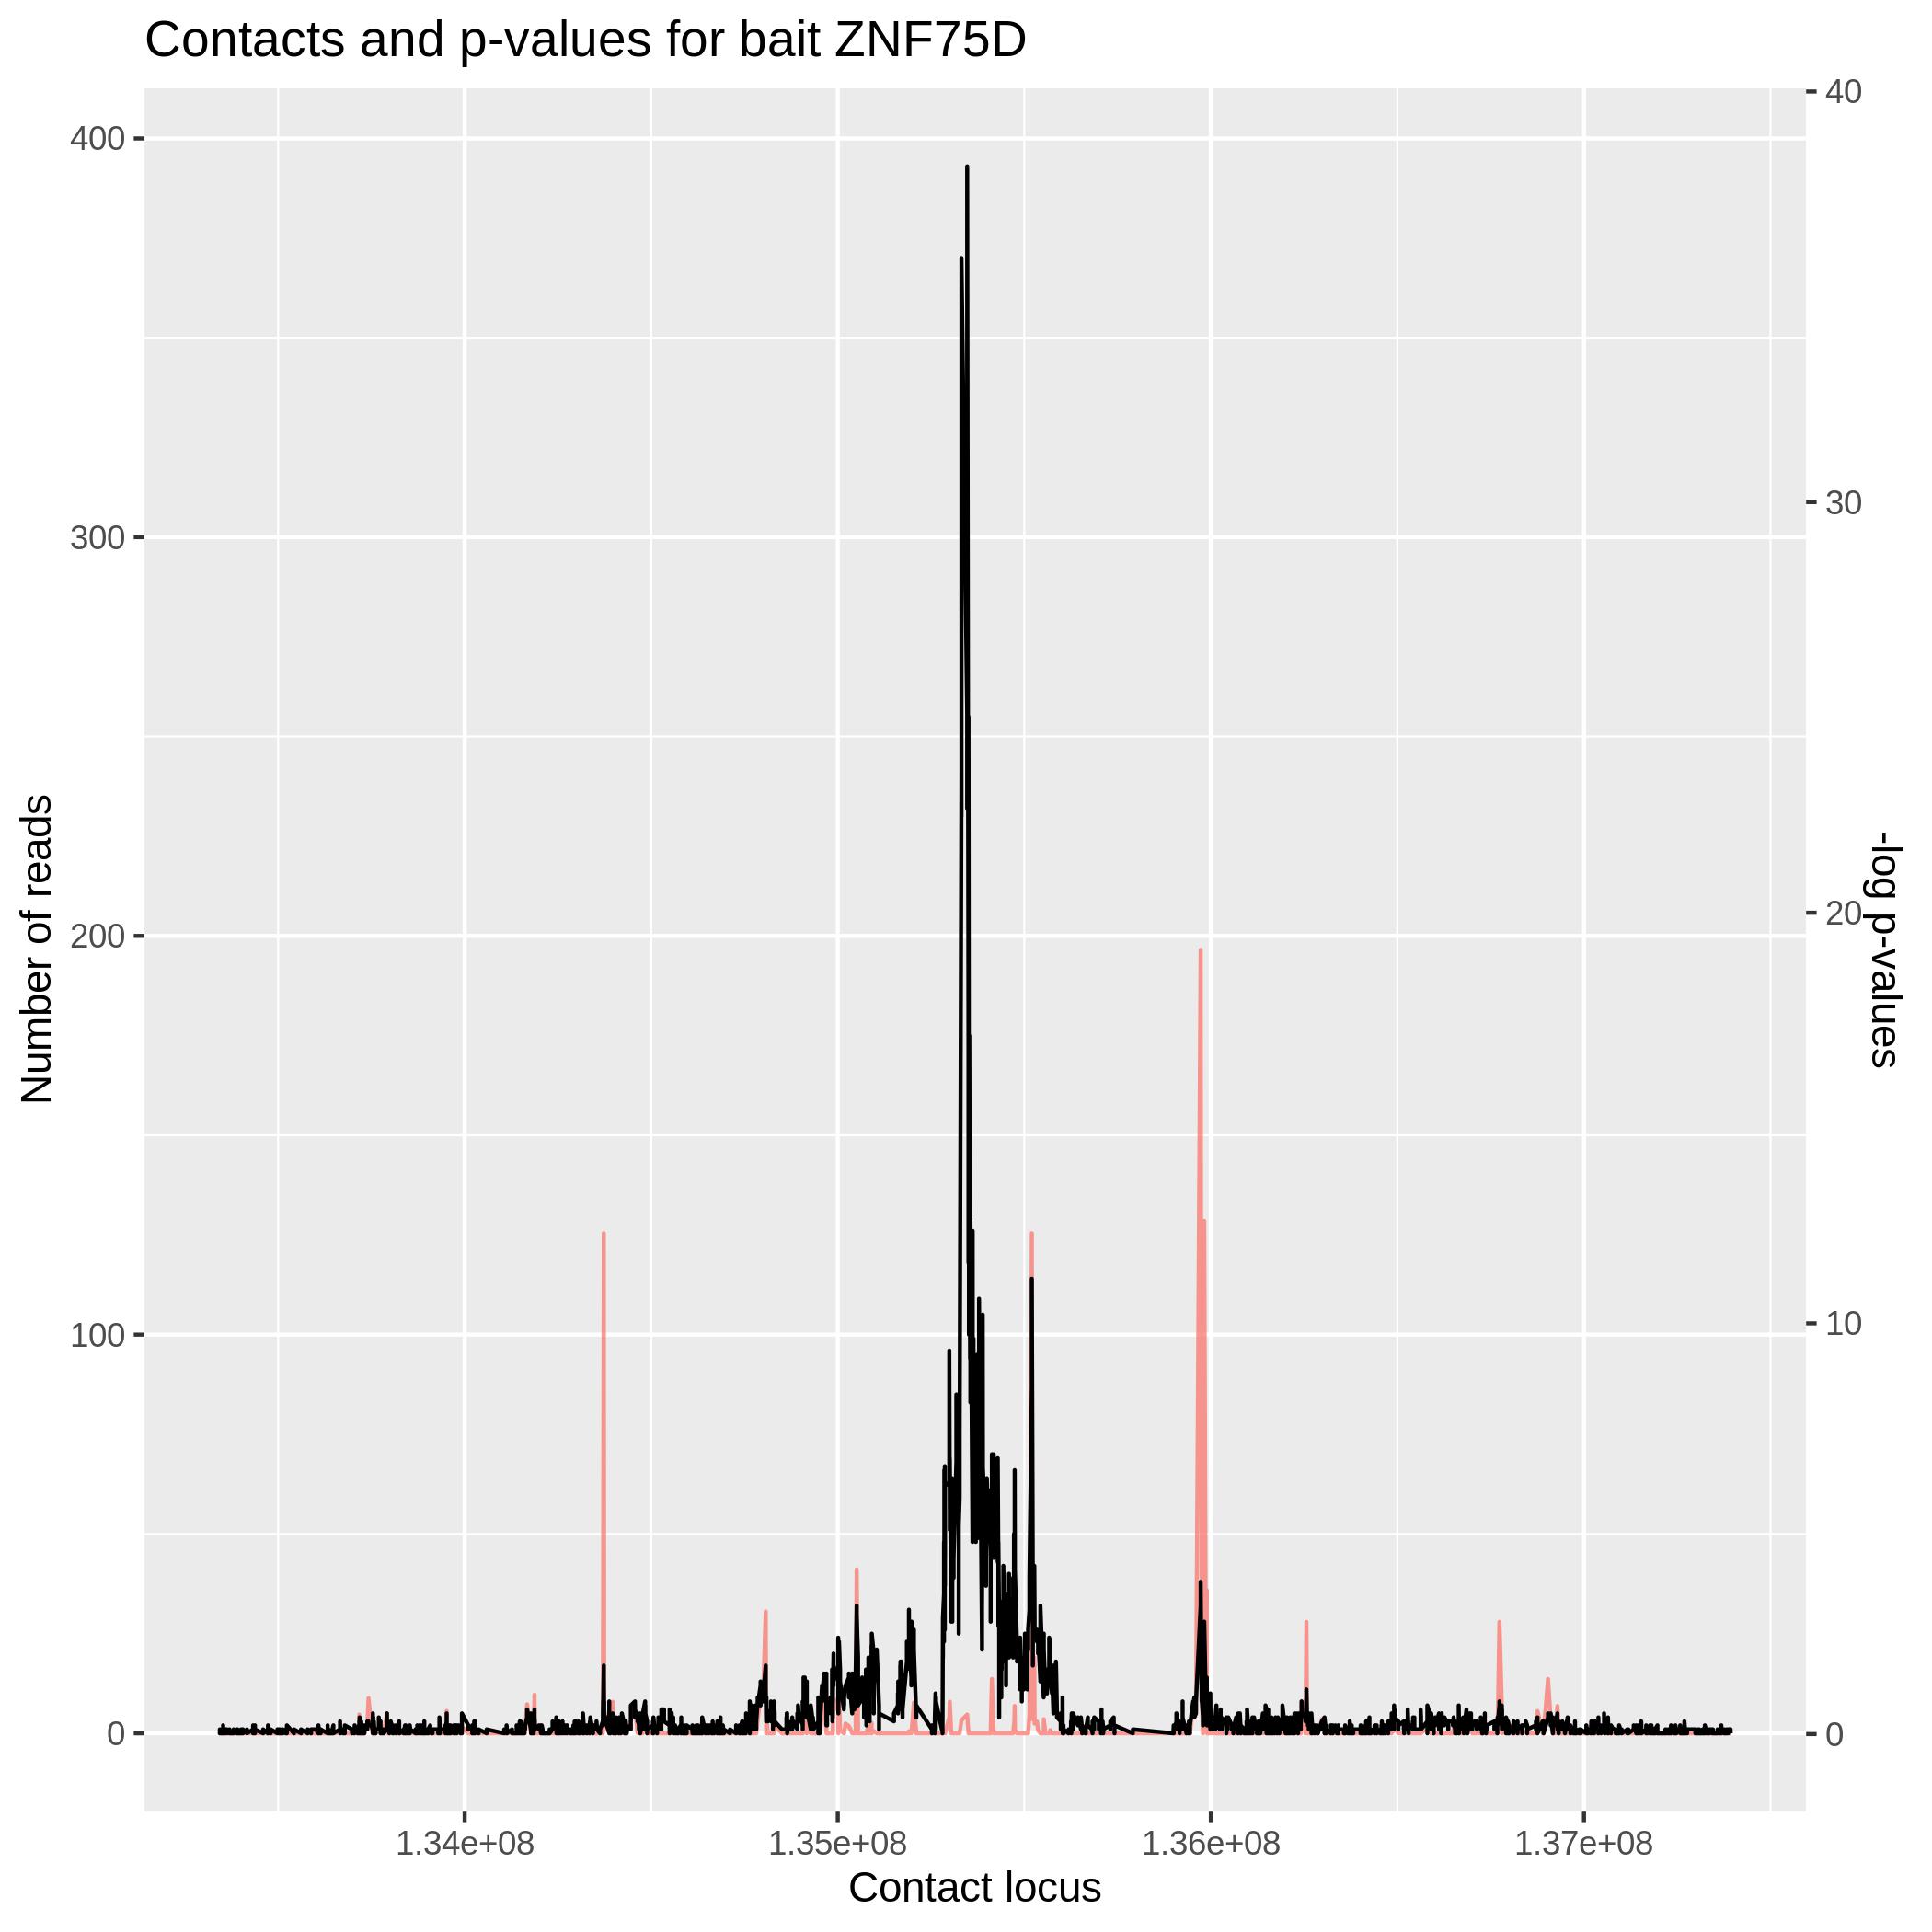 Contacts and p-values for bait ZNF75D
Number of reads
400
300
200
100
0
40
30
20
10
0
-log p-values
1.34e+08
1.35e+08
1.36e+08
1.37e+08
Contact locus